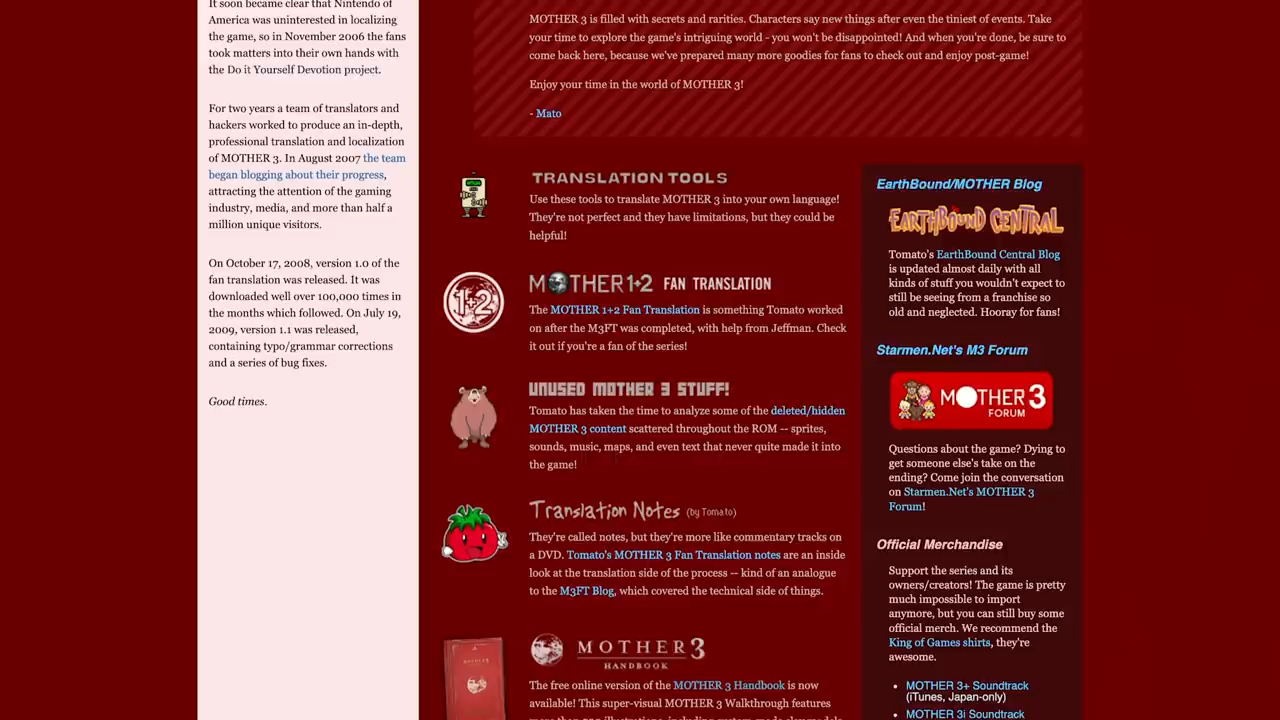 It soon became clear that Nintendo of
America was uninterested in localizing
the game, so in November 2006 the fans
took matters into their own hands with
the Do it Yourself Devotion project.
For two years a team of translators and
hackers worked to produce an in-depth,
professional translation and localization
of MOTHER 3. In August 2007 the team
began blogging about their progress,
attracting the attention of the gaming
industry, media, and more than half a
million unique visitors.
On October 17, 2008, version 1.0 of the
fan translation was released. It was
downloaded well over 100,000 times in
the months which followed. On July 19,
2009, version 1.1 was released,
containing typo/grammar corrections
and a series of bug fixes.
Good times.
MOTHER 3 is filled with secrets and rarities. Characters say new things after even the tiniest of events. Take
your time to explore the game's intriguing world - you won't be disappointed! And when you're done, be sure to
come back here, because we've prepared many more goodies for fans to check out and enjoy post-game!
Enjoy your time in the world of MOTHER 3!
- Mato
TRANSLATION TOOLS
Use these tools to translate MOTHER 3 into your own language!
They're not perfect and they have limitations, but they could be
helpful!
1+2
MOTHER 1+2 FAN TRANSLATION
The MOTHER 1+2 Fan Translation is something Tomato worked
on after the M3FT was completed, with help from Jeffman. Check
it out if you're a fan of the series!
UNUSED MOTHER 3 STUFF!
Tomato has taken the time to analyze some of the deleted/hidden
MOTHER 3 content scattered throughout the ROM -- sprites,
sounds, music, maps, and even text that never quite made it into
the game!
Translation Notes (by Tomato)
They're called notes, but they're more like commentary tracks on
a DVD. Tomato's MOTHER 3 Fan Translation notes are an inside
look at the translation side of the process -- kind of an analogue
to the M3FT Blog, which covered the technical side of things.
MOTHER 3
HANDBOOK
The free online version of the MOTHER 3 Handbook is now
available! This super-visual MOTHER 3 Walkthrough features
EarthBound/MOTHER Blog
EARTHBOUND CENTRAL
Tomato's EarthBound Central Blog
is updated almost daily with all
kinds of stuff you wouldn't expect to
still be seeing from a franchise so
old and neglected. Hooray for fans!
Starmen.Net's M3 Forum
MOTHER 3
FORUM
Questions about the game? Dying to
get someone else's take on the
ending? Come join the conversation
on Starmen.Net's MOTHER 3
Forum!
Official Merchandise
Support the series and its
owners/creators! The game is pretty
much impossible to import
anymore, but you can still buy some
official merch. We recommend the
King of Games shirts, they're
awesome.
• MOTHER 3+ Soundtrack
(iTunes, Japan-only)
• MOTHER 3i Soundtrack